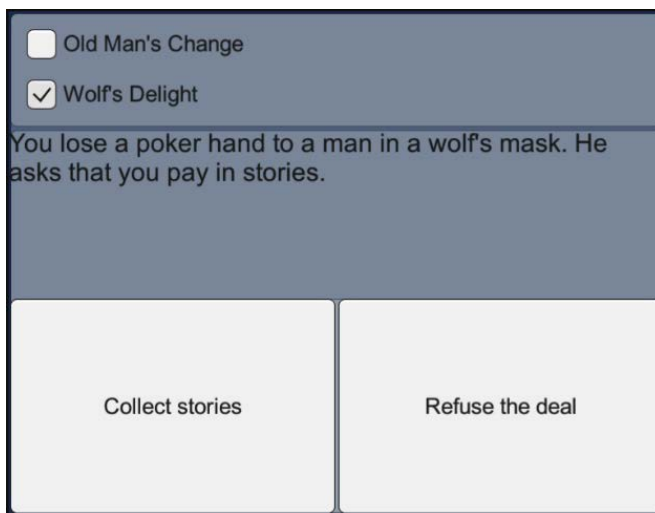 Old Man's Change
Wolf's Delight
You lose a poker hand to a man in a wolf's mask. He
asks that you pay in stories.
Collect stories
Refuse the deal